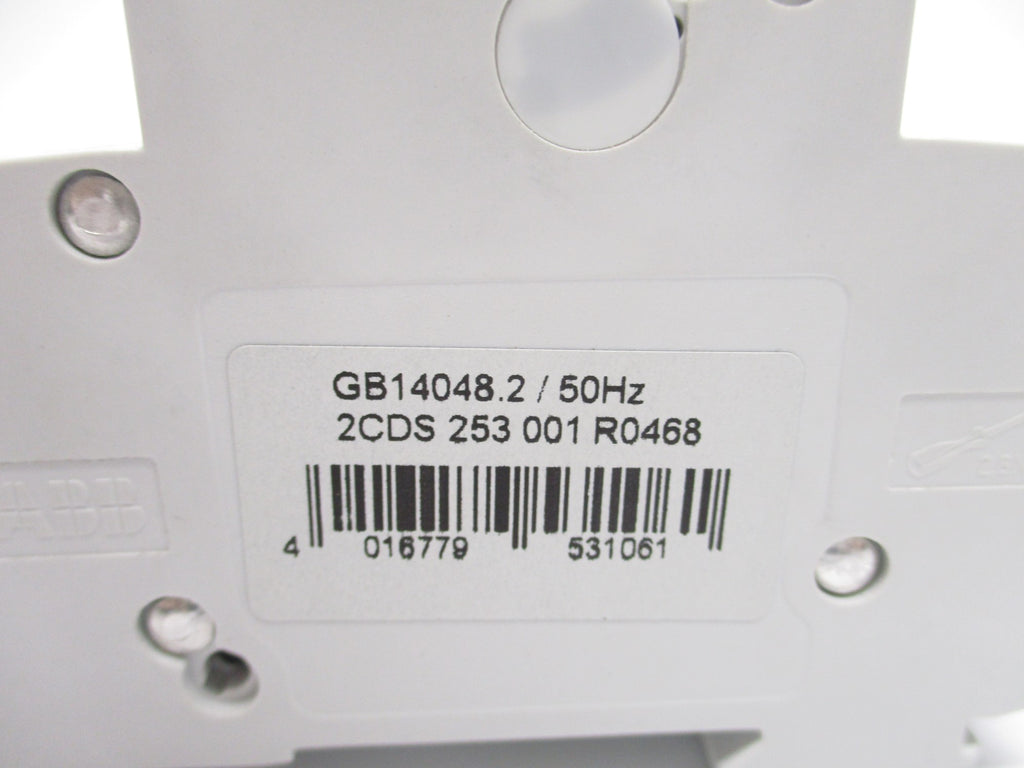 GB14048.2 / 50Hz
2CDS 253 001 R0468
4 016779 531061
ABB